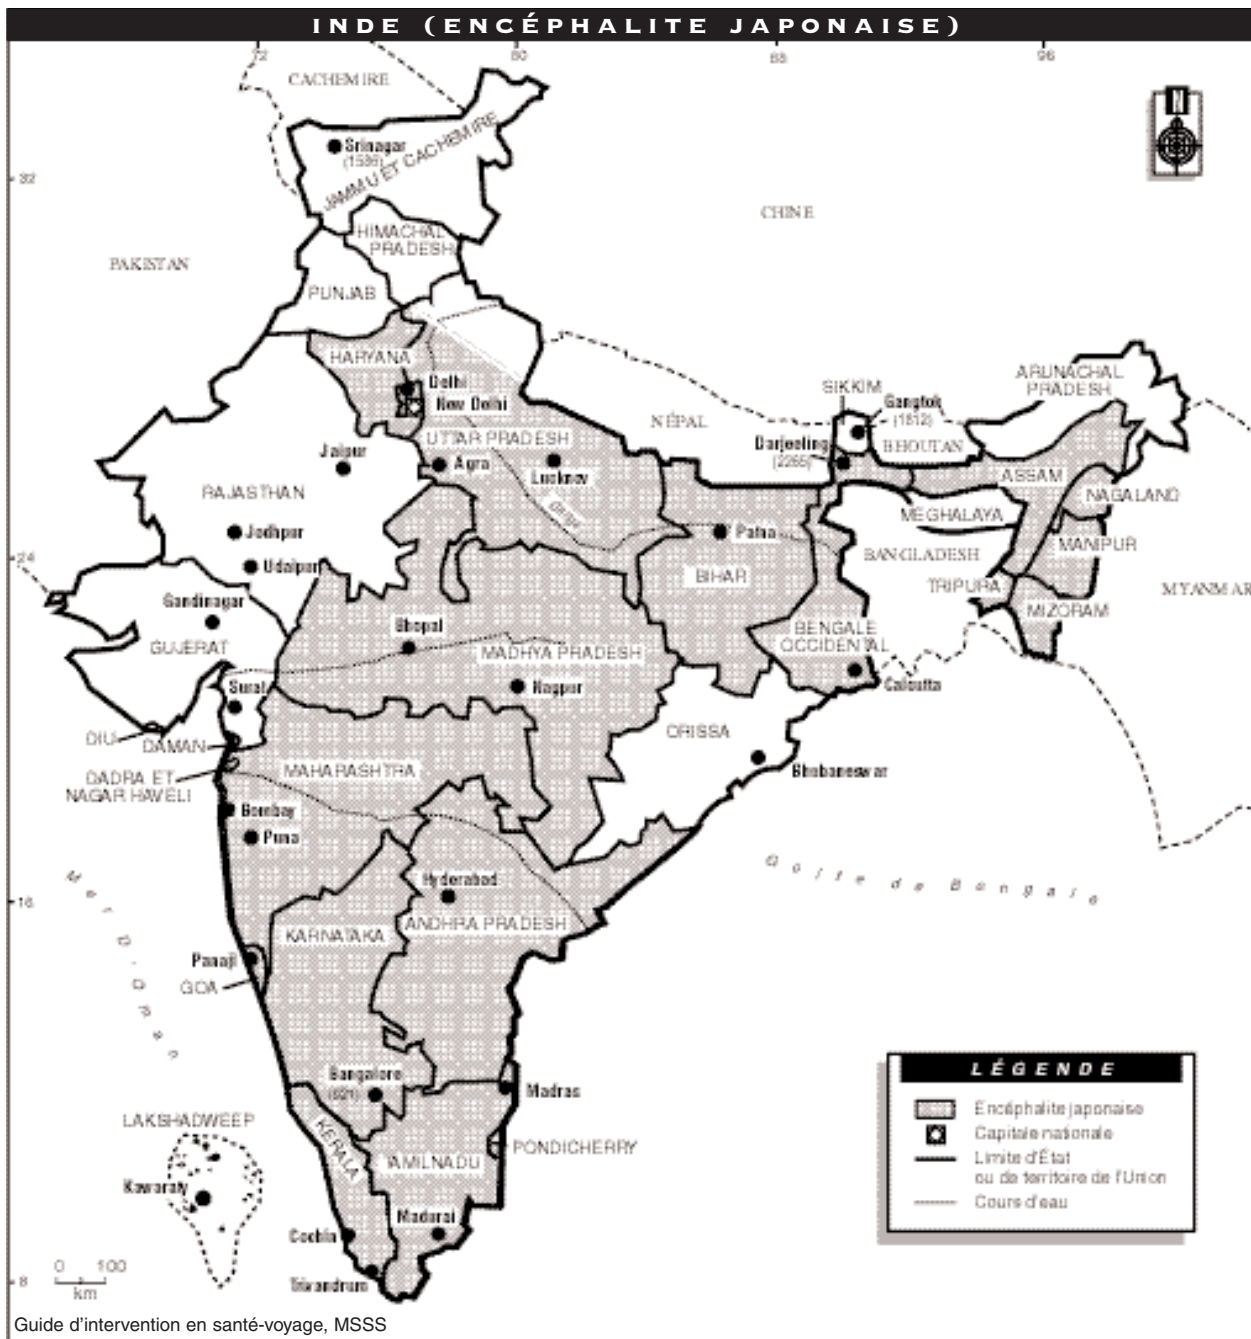 INDE (ENCÉPHALITE JAPONAISE)
72
80
96
CACHEMIRE
N
Srinagar
(1586)
JAMMU ET CACHEMIRE
32
CHINE
HIMACHAL
PRADESH
PAKISTAN
PUNJAB
HARYANA
Delhi
New Delhi
SIKKIM
ARUNACHAL
PRADESH
Gangtok
(1812)
NÉPAL
UTTAR PRADESH
Darjeeling
(2265)
BHOUTAN
Jaipur
Agra
Lucknow
ASSAM
RAJASTHAN
NAGALAND
Gange
MEGHALAYA
Jodhpur
Patna
MANIPUR
24
BANGLADESH
Udaipur
BIHAR
TRIPURA
MYANMAR
Gandinagar
MIZORAM
Bhopal
BENGALE
OCCIDENTAL
GUJERAT
MADHYA PRADESH
Surat
Nagpur
Calcutta
ORISSA
DIU
DAMAN
MAHARASHTRA
Bhubaneswar
DADRA ET
NAGAR HAVELI
Bombay
Puna
Golfe de Bengale
Mer D'Oman
Hyderabad
16
ANDHRA PRADESH
KARNATAKA
Panaji
GOA
LÉGENDE
Bangalore
(921)
Madras
Encéphalite japonaise
LAKSHADWEEP
Capitale nationale
KERALA
PONDICHERRY
TAMILNADU
Limite d'État
ou de territoire de l'Union
Kawaraty
Cours d'eau
Madurai
Cochin
0 100
km
8
Trivandrum
Guide d'intervention en santé-voyage, MSSS